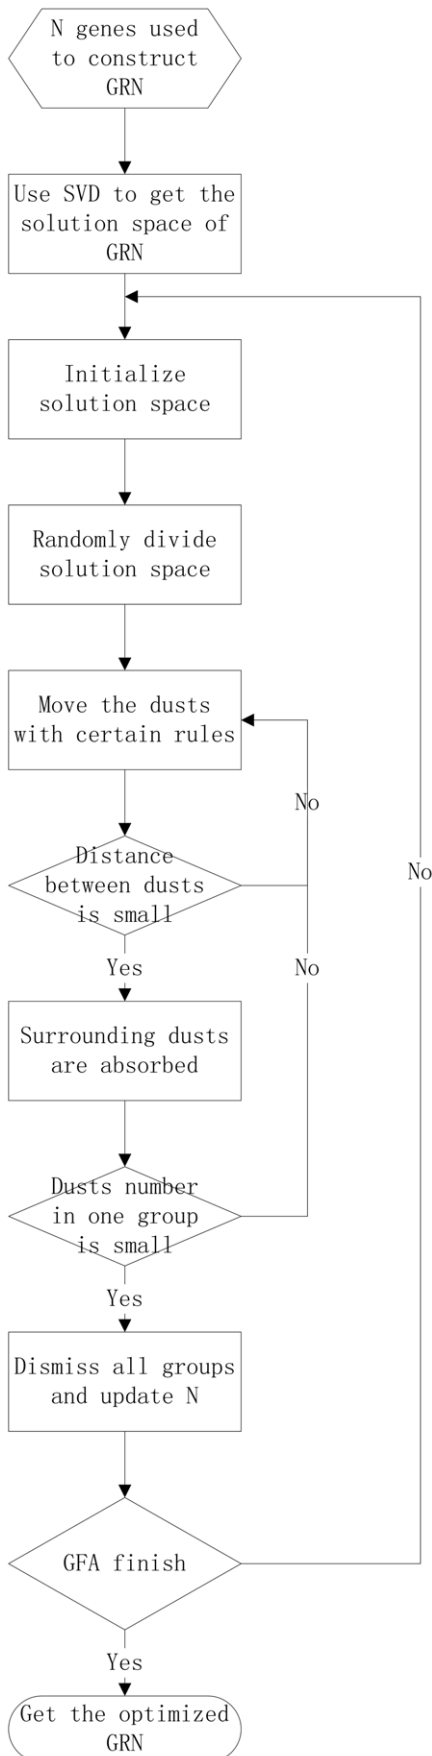 N genes used
to construct
GRN
Use SVD to get the
solution space of
GRN
Initialize
solution space
Randomly divide
solution space
Move the dusts
with certain rules
No
Distance
between dusts
is small
No
Yes
No
Surrounding dusts
are absorbed
Dusts number
in one group
is small
Yes
Dismiss all groups
and update N
GFA finish
Yes
Get the optimized
GRN